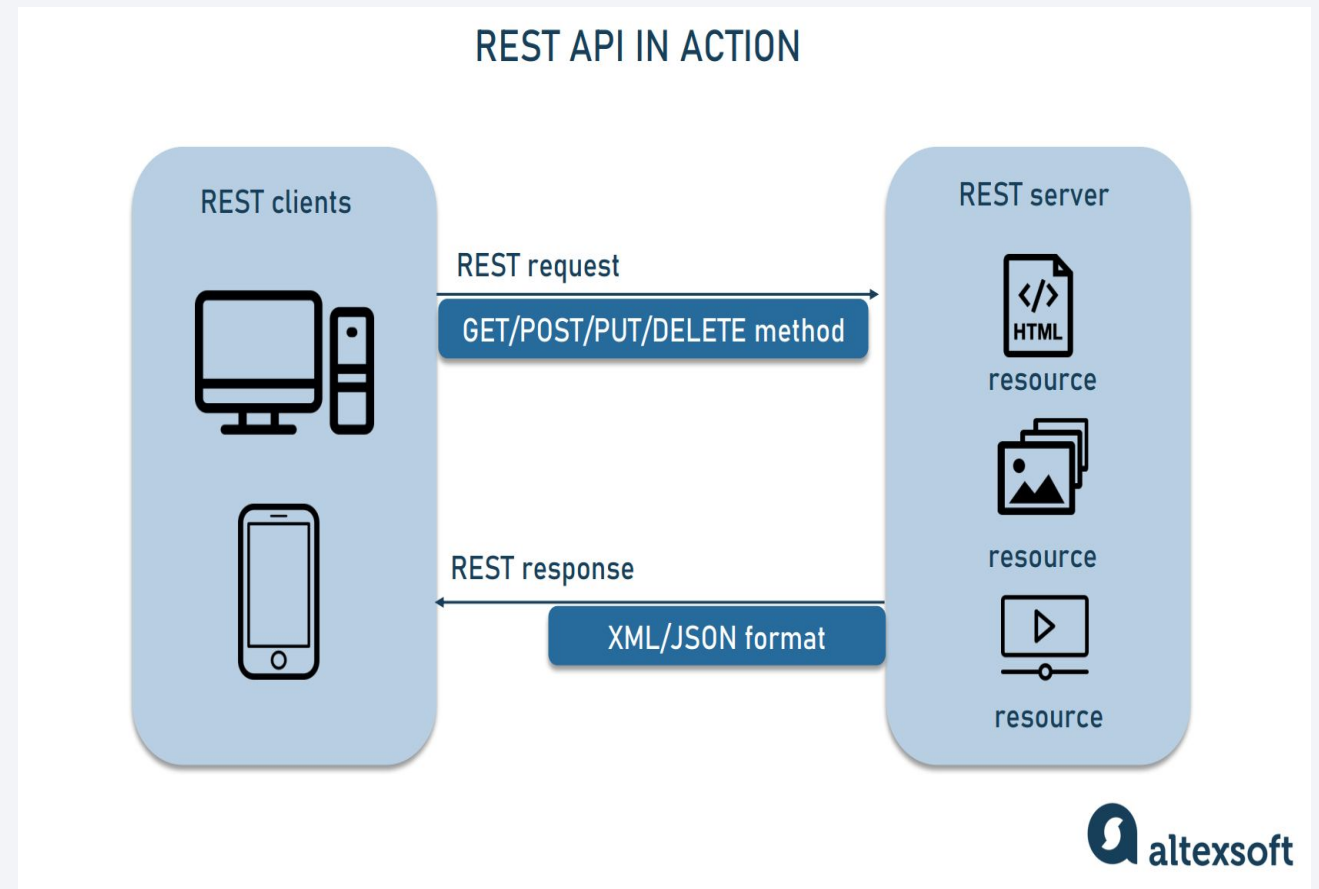 REST API IN ACTION
REST clients
REST request
GET/POST/PUT/DELETE method
REST response
XML/JSON format
REST server
</>
HTML
resource
resource
resource
altexsoft